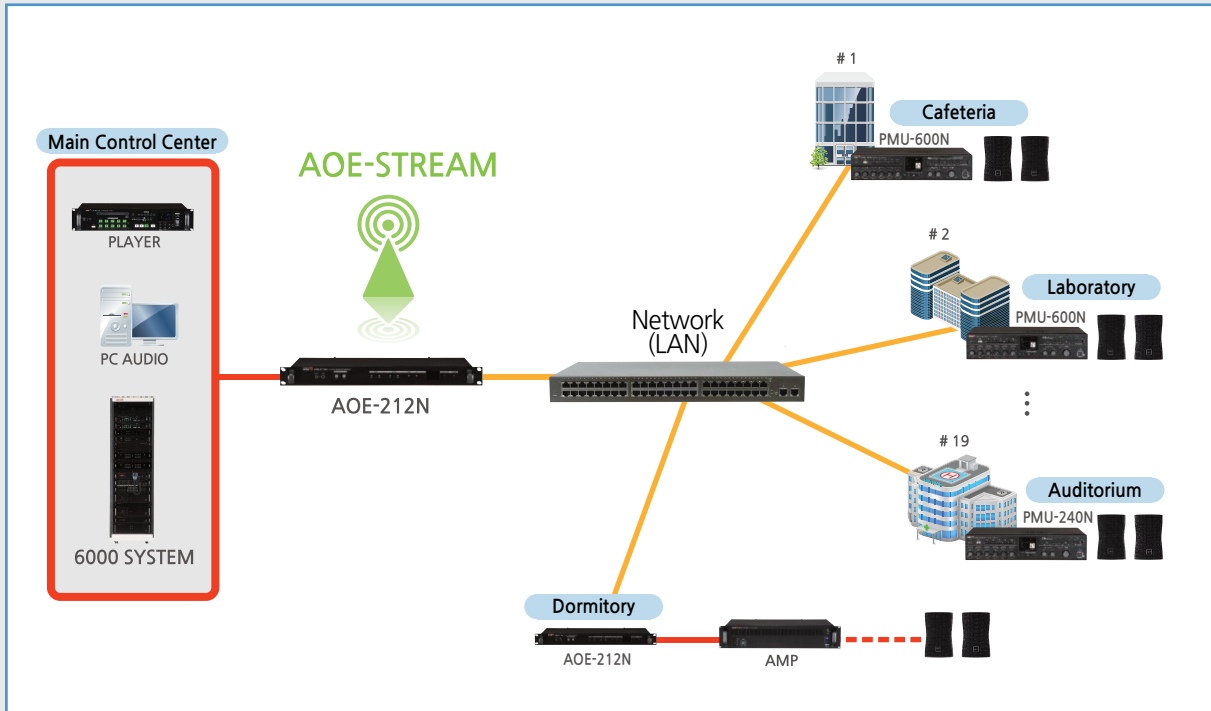 Main Control Center
PLAYER
PC AUDIO
6000 SYSTEM
AOE-STREAM
AOE-212N
Network
(LAN)
# 1
Cafeteria
PMU-600N
# 2
Laboratory
PMU-600N
# 19
Auditorium
PMU-240N
Dormitory
AOE-212N
AMP